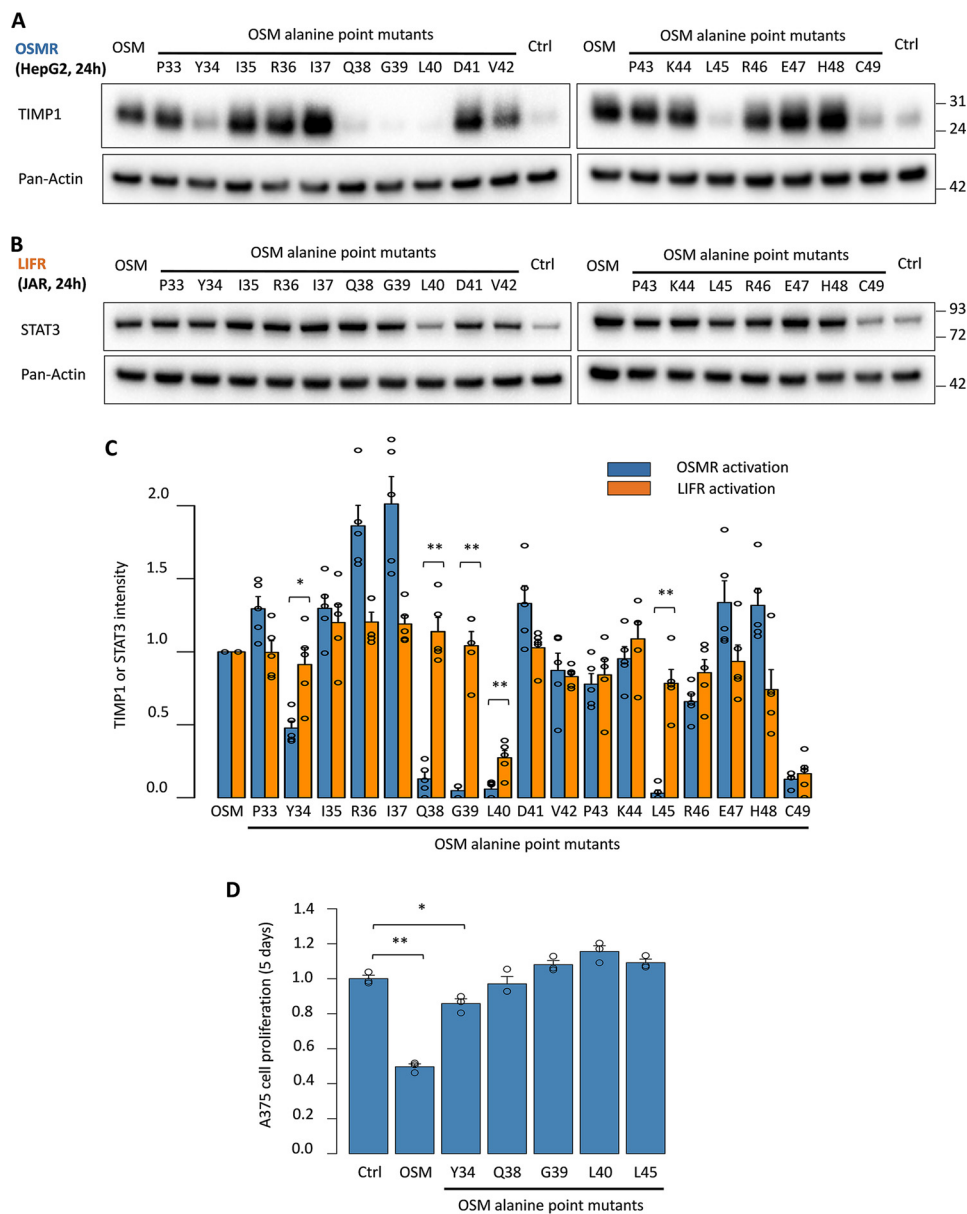 A
OSMR
(HepG2, 24h)
OSM
OSM alanine point mutants
Ctrl
P33 Y34 I35 R36 I37 Q38 G39 L40 D41 V42
OSM
OSM alanine point mutants
Ctrl
P43 K44 L45 R46 E47 H48 C49
TIMP1
31
24
Pan-Actin
42
B
LIFR
(JAR, 24h)
OSM
OSM alanine point mutants
Ctrl
P33 Y34 I35 R36 I37 Q38 G39 L40 D41 V42
OSM
OSM alanine point mutants
Ctrl
P43 K44 L45 R46 E47 H48 C49
STAT3
93
72
Pan-Actin
42
C
OSMR activation
LIFR activation
TIMP1 or STAT3 intensity
2.0
1.5
1.0
0.5
0.0
* ** ** ** **
OSM P33 Y34 I35 R36 I37 Q38 G39 L40 D41 V42 P43 K44 L45 R46 E47 H48 C49
OSM alanine point mutants
D
A375 cell proliferation (5 days)
1.4
1.2
1.0
0.8
0.6
0.4
0.2
0.0
*
**
Ctrl OSM Y34 Q38 G39 L40 L45
OSM alanine point mutants